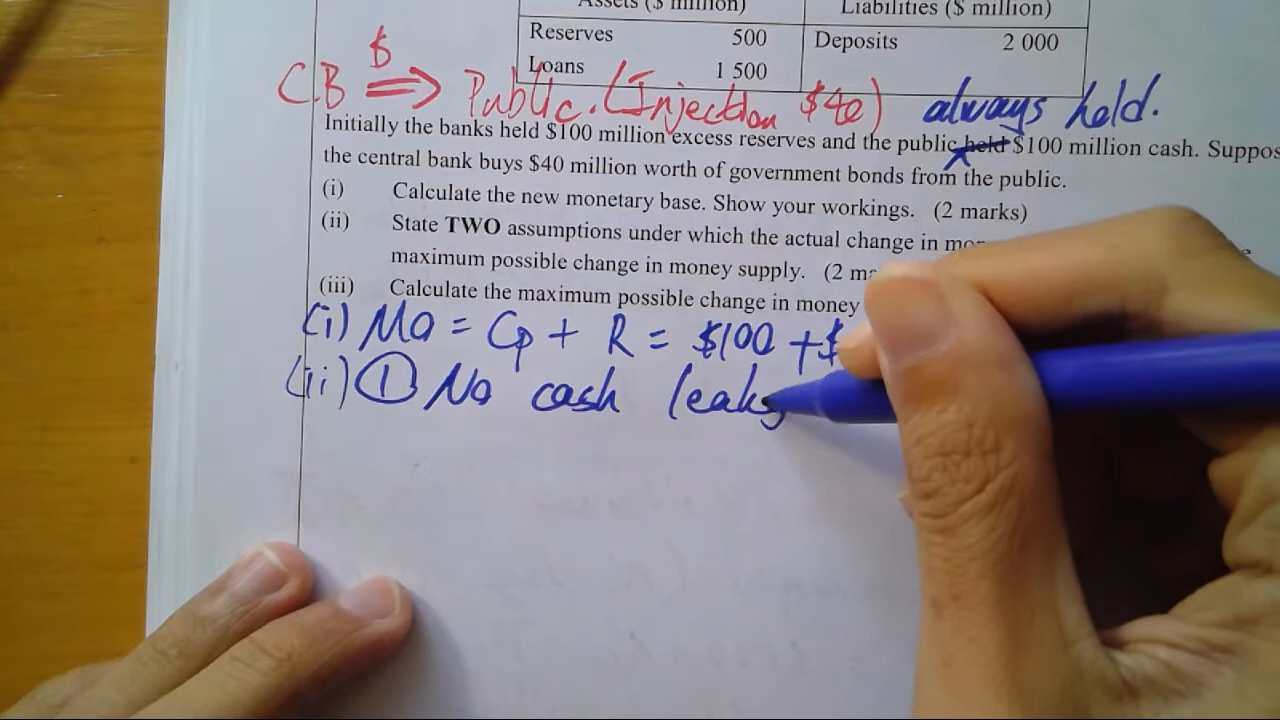 Assets ($ million) Liabilities ($ million)
Reserves 500 Deposits 2 000
Loans 1 500
CB $ ⇒ Public. (Injection $40) always held.
Initially the banks held $100 million excess reserves and the public held $100 million cash. Suppos
the central bank buys $40 million worth of government bonds from the public.
(i) Calculate the new monetary base. Show your workings. (2 marks)
(ii) State TWO assumptions under which the actual change in
maximum possible change in money supply. (2
(iii) Calculate the maximum possible change in money
(i) Mo = Cp + R = $100 + $
(ii) ① No cash leaks